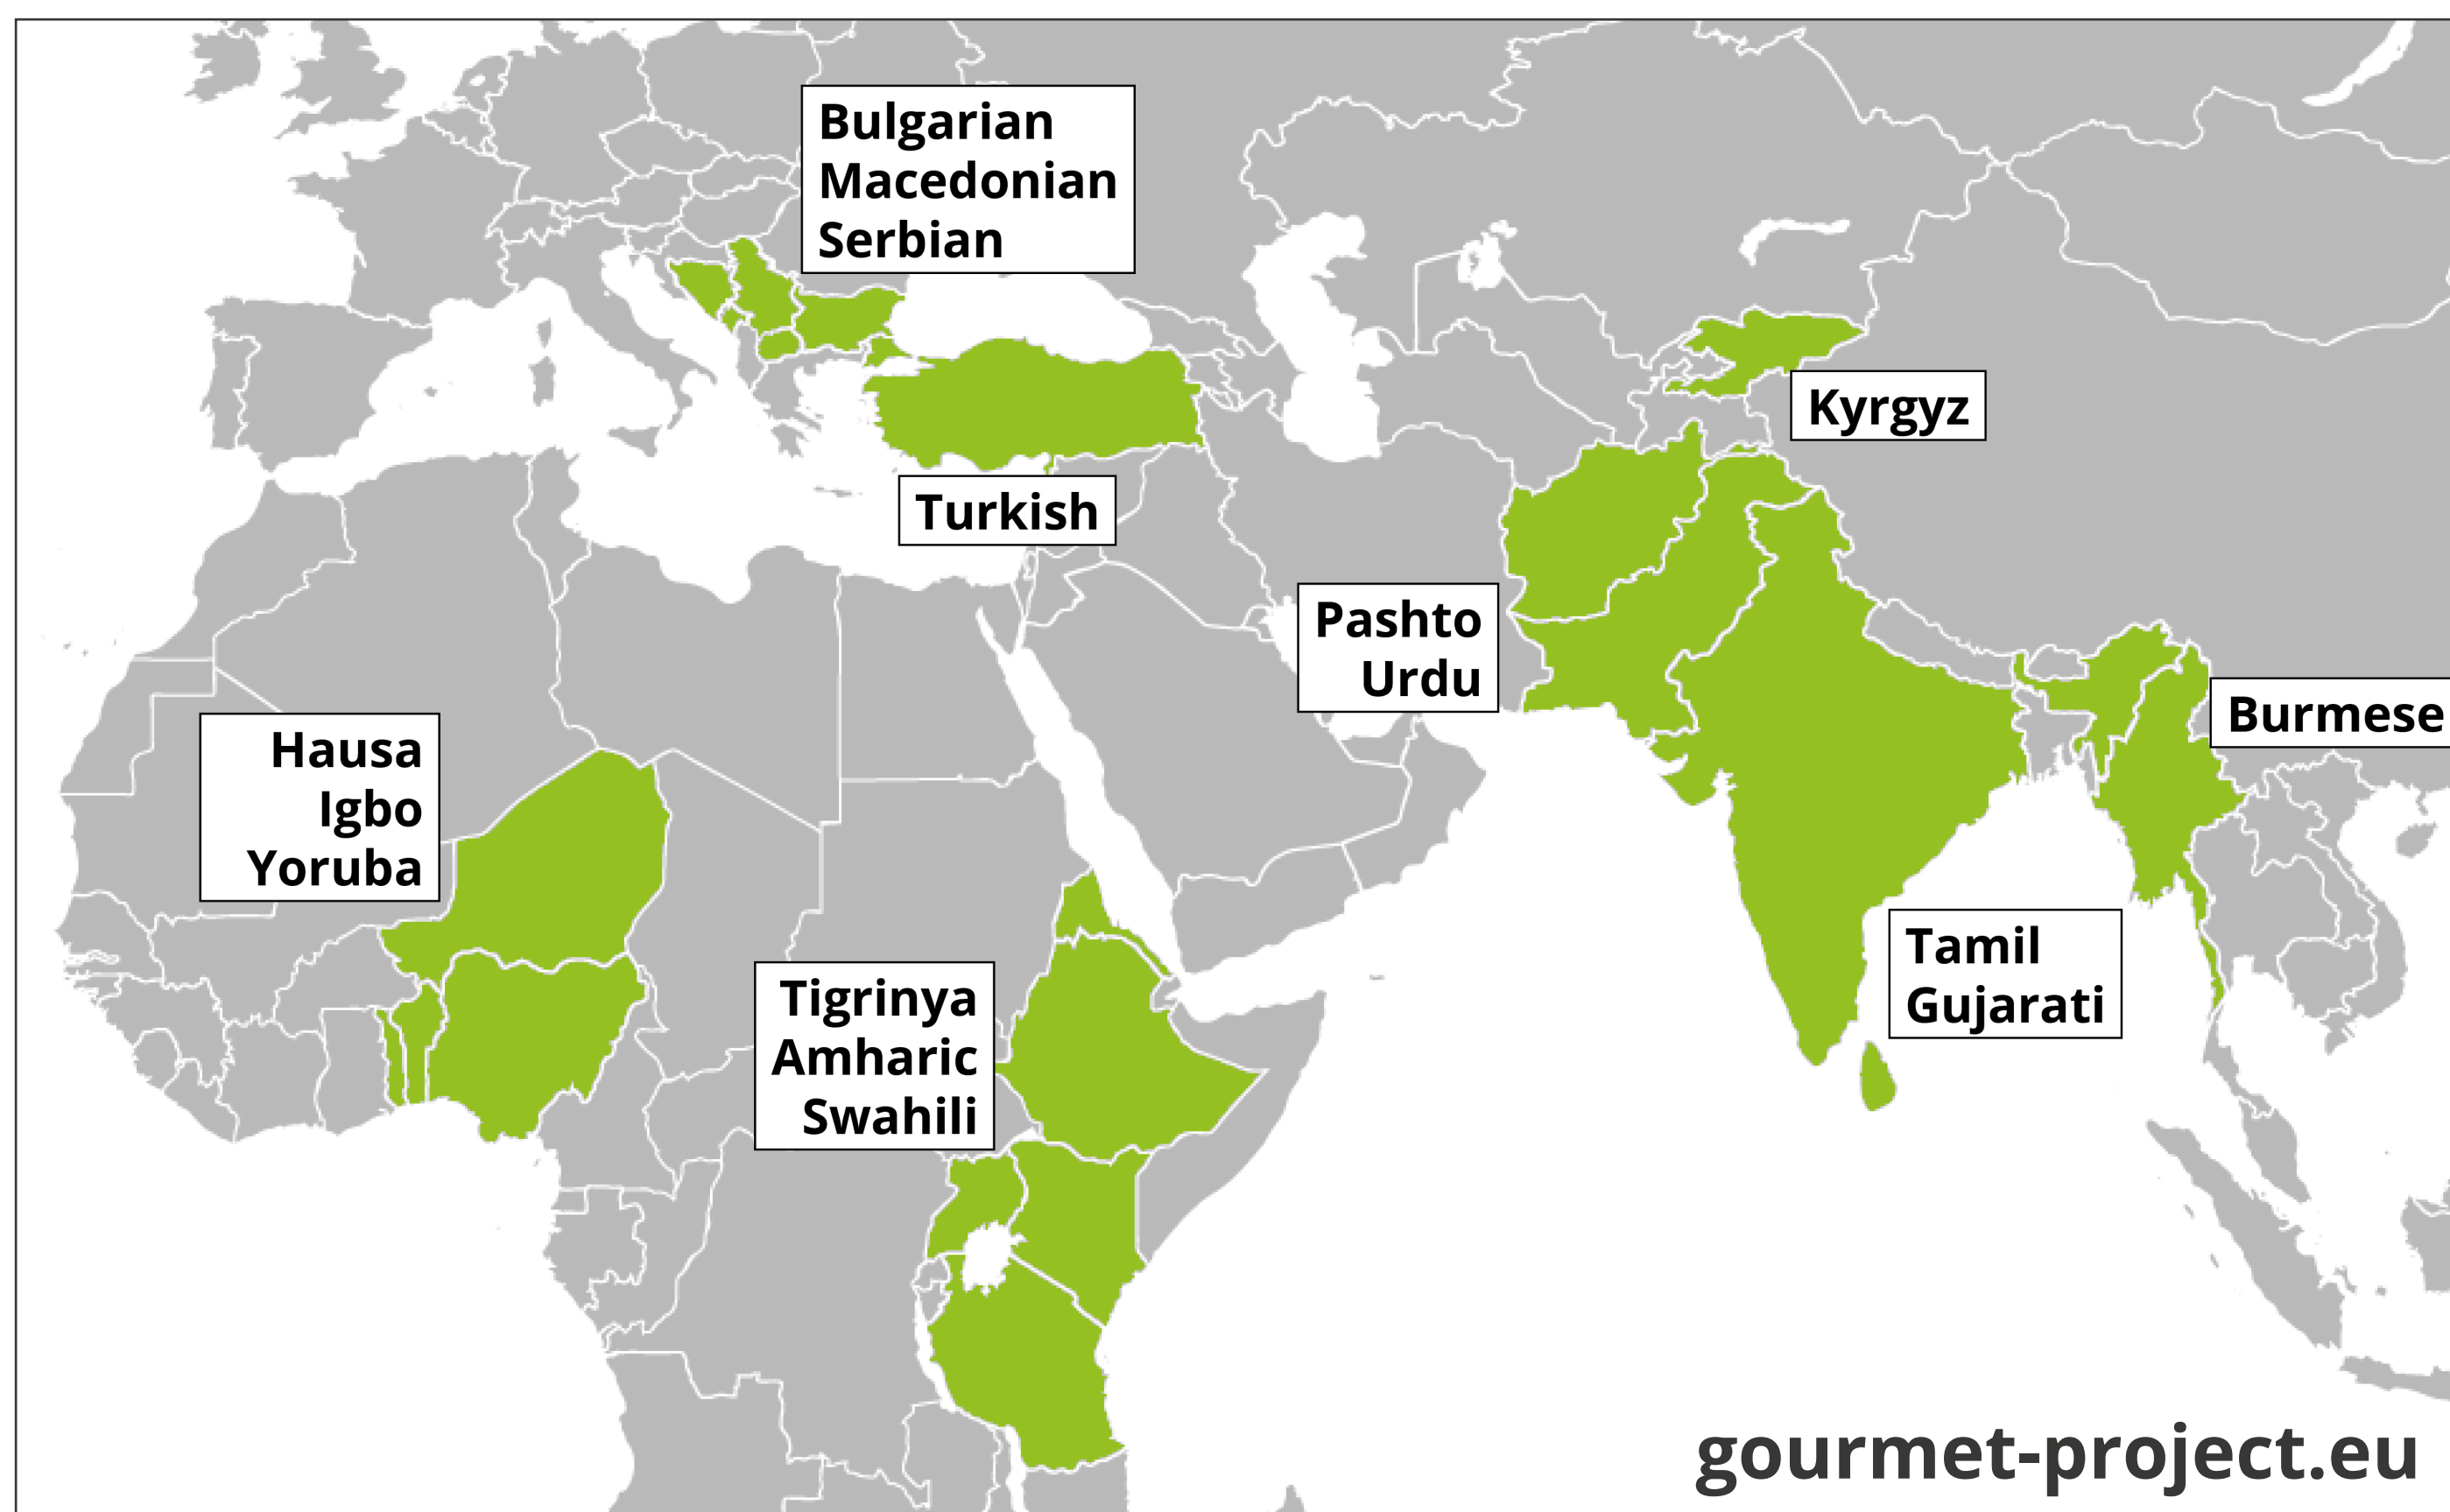 Bulgarian
Macedonian
Serbian
Kyrgyz
Turkish
Pashto
Urdu
Burmese
Hausa
Igbo
Yoruba
Tamil
Gujarati
Tigrinya
Amharic
Swahili
gourmet-project.eu